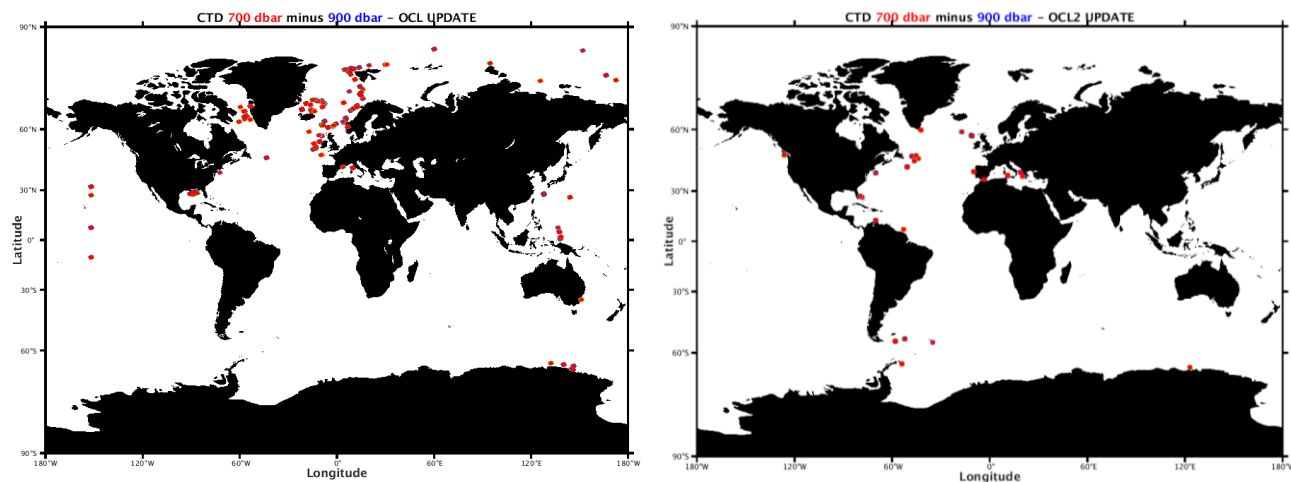 CTD 700 dbar minus 900 dbar – OCL UPDATE
90°N
60°N
30°N
0°
30°S
60°S
90°S
Latitude
180°W
120°W
60°W
0°
60°E
120°E
180°W
Longitude
CTD 700 dbar minus 900 dbar – OCL2 UPDATE
90°N
60°N
30°N
0°
30°S
60°S
90°S
Latitude
180°W
120°W
60°W
0°
60°E
120°E
180°W
Longitude